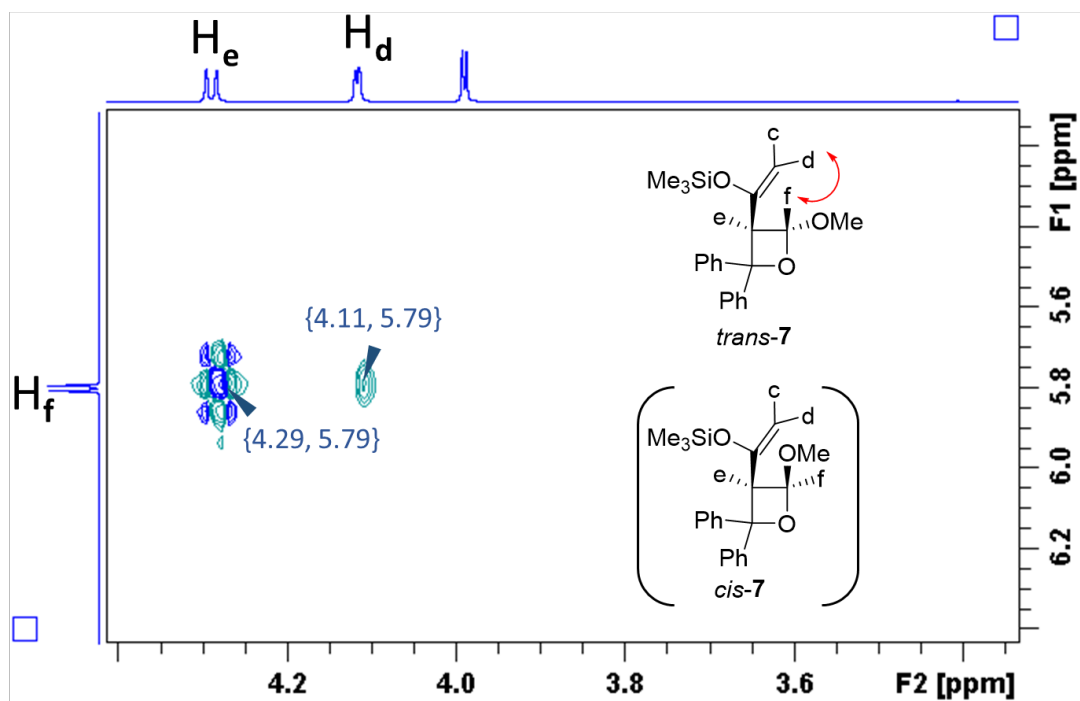 He
Hd
c
d
Me3SiO
f
e
OMe
Ph
O
Ph
trans-7
{4.11, 5.79}
Hf
{4.29, 5.79}
c
d
Me3SiO
OMe
e
f
Ph
O
Ph
cis-7
F1 [ppm]
5.6
5.8
6.0
6.2
4.2
4.0
3.8
3.6
F2 [ppm]